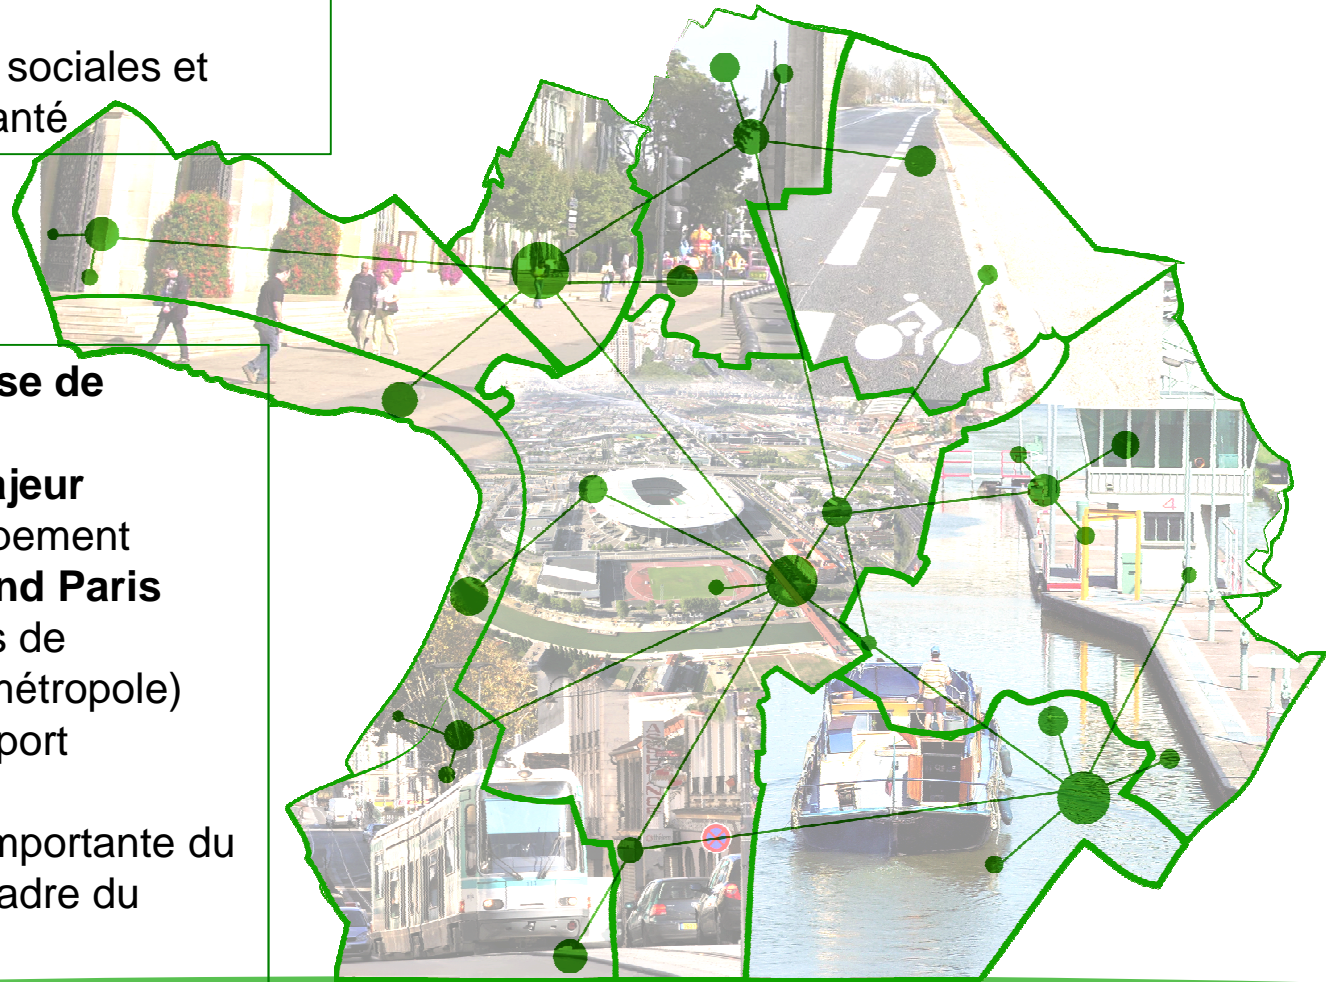 sociales et
anté
se de
ajeur
pement
nd Paris
s de
métropole)
port
mportante du
adre du